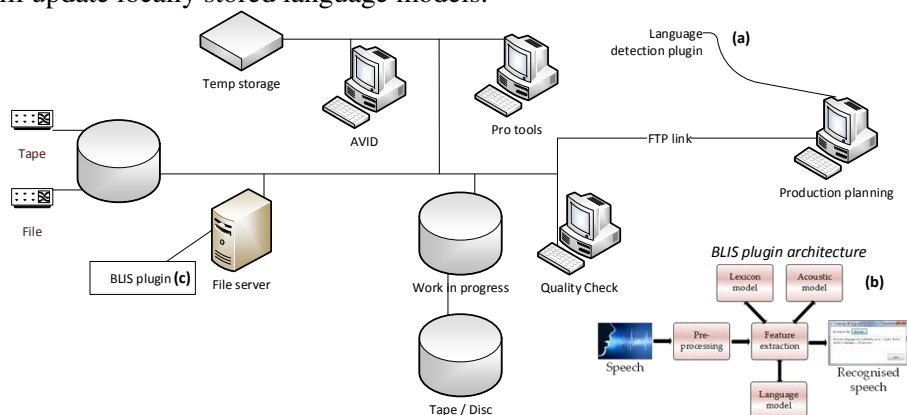 update locally stored language models.
Language
detection plugin
(a)
Temp storage
AVID
Pro tools
Tape
FTP link
Production planning
File
BLIS plugin (c)
File server
Work in progress
Quality Check
BLIS plugin architecture
Lexicon
model
Acoustic
model
(b)
Pre-
processing
Feature
extraction
Speech
Recognised
speech
Language
model
Tape / Disc